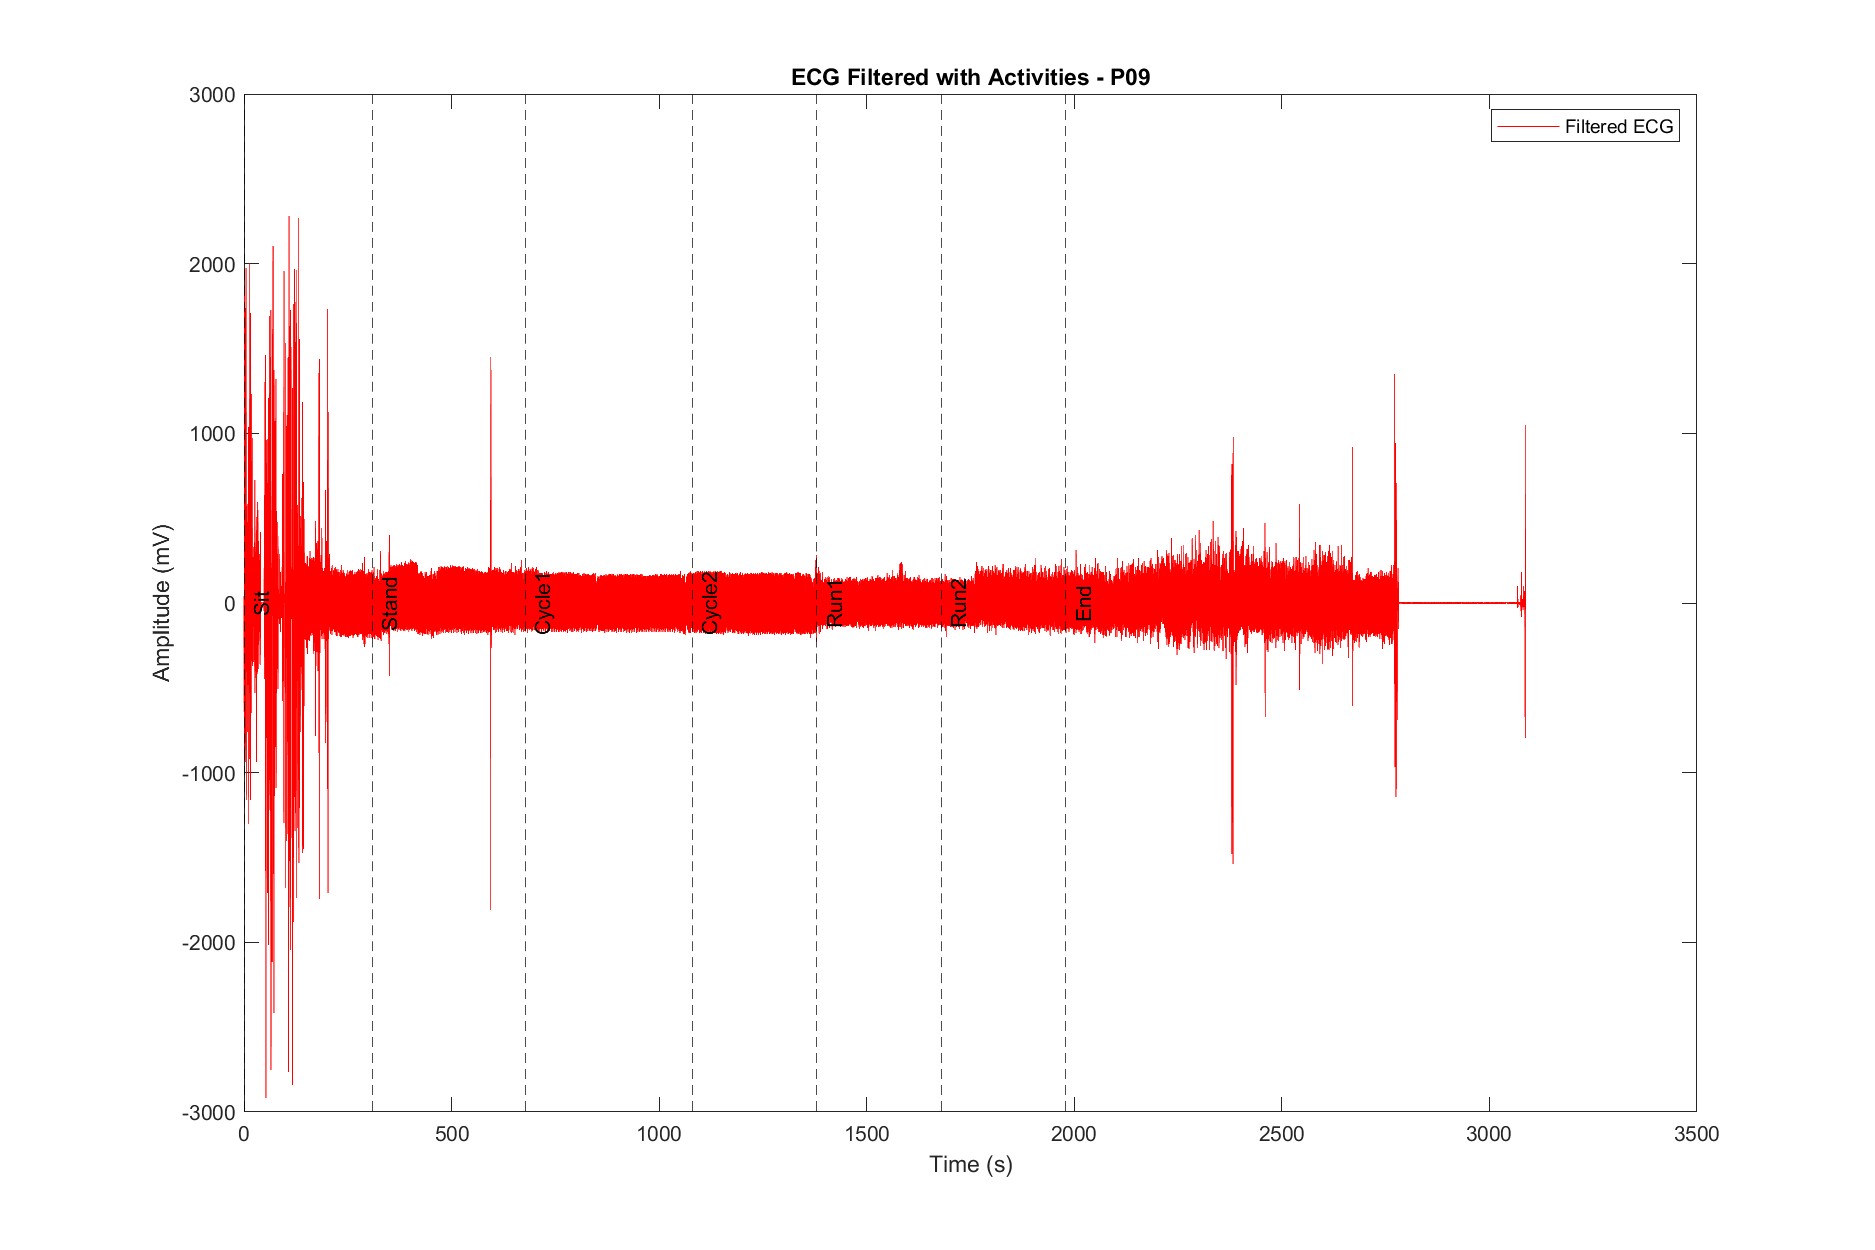 ECG Filtered with Activities - P09
Filtered ECG
Amplitude (mV)
3000
2000
1000
0
-1000
-2000
-3000
Sit
Stand
Cycle1
Cycle2
Run1
Run2
End
0
500
1000
1500
2000
2500
3000
3500
Time (s)